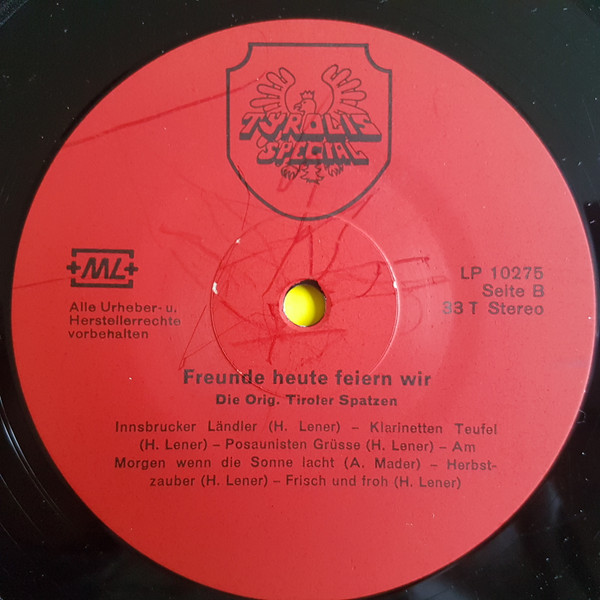 TYROLIS
SPECIAL
+ML+
LP 10275
Seite B
33 T Stereo
Alle Urheber- u.
Herstellerrechte
vorbehalten
Freunde heute feiern wir
Die Orig. Tiroler Spatzen
Innsbrucker Ländler (H. Lener) – Klarinetten Teufel
(H. Lener) – Posaunisten Grüsse (H. Lener) – Am
Morgen wenn die Sonne lacht (A. Mader) – Herbst-
zauber (H. Lener) – Frisch und froh (H. Lener)